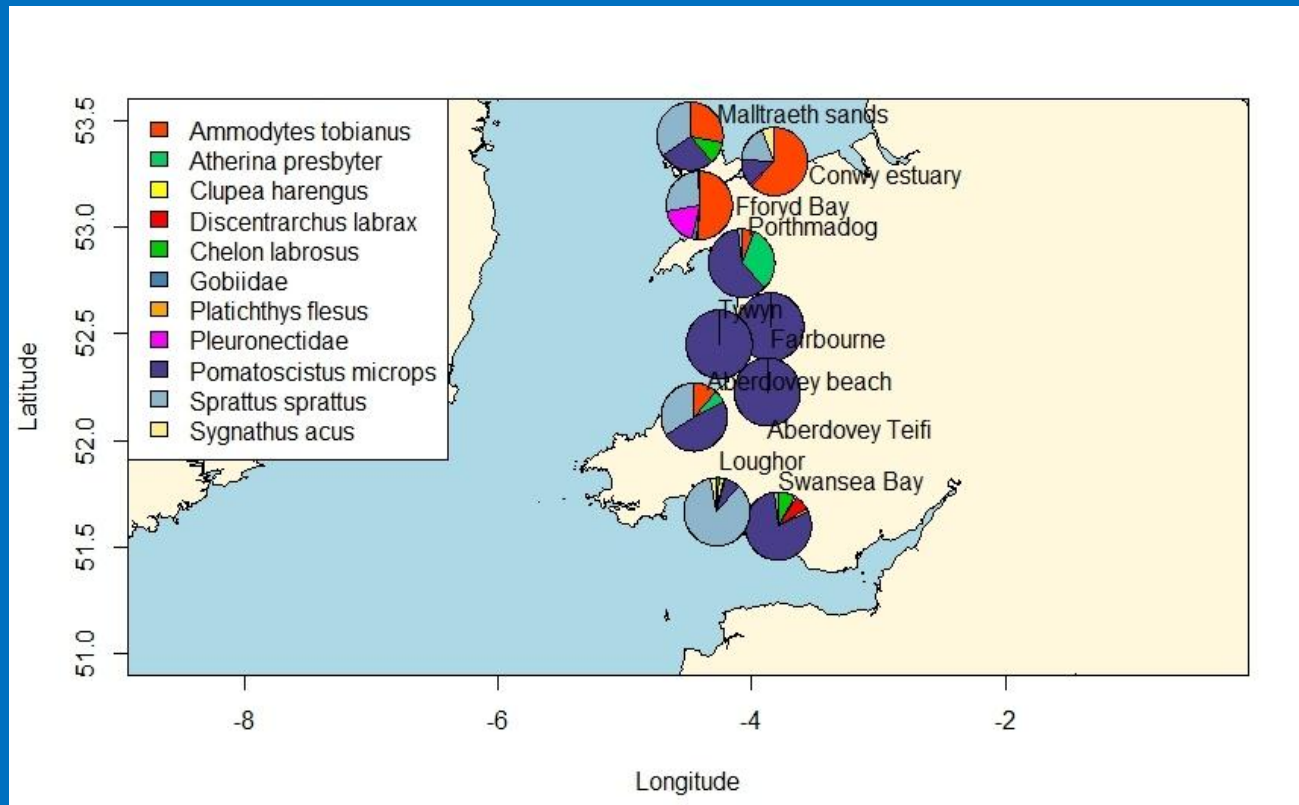 53.5
53.0
52.5
52.0
51.5
51.0
Latitude
Ammodytes tobianus
Atherina presbyter
Clupea harengus
Discentrarchus labrax
Chelon labrosus
Gobiidae
Platichthys flesus
Pleuronectidae
Pomatoscistus microps
Sprattus sprattus
Sygnathus acus
Malltraeth sands
Conwy estuary
Fforyd Bay
Porthmadog
Tywyn
Fairbourne
Aberdovey beach
Aberdovey Teifi
Loughor
Swansea Bay
-8 -6 -4 -2
Longitude